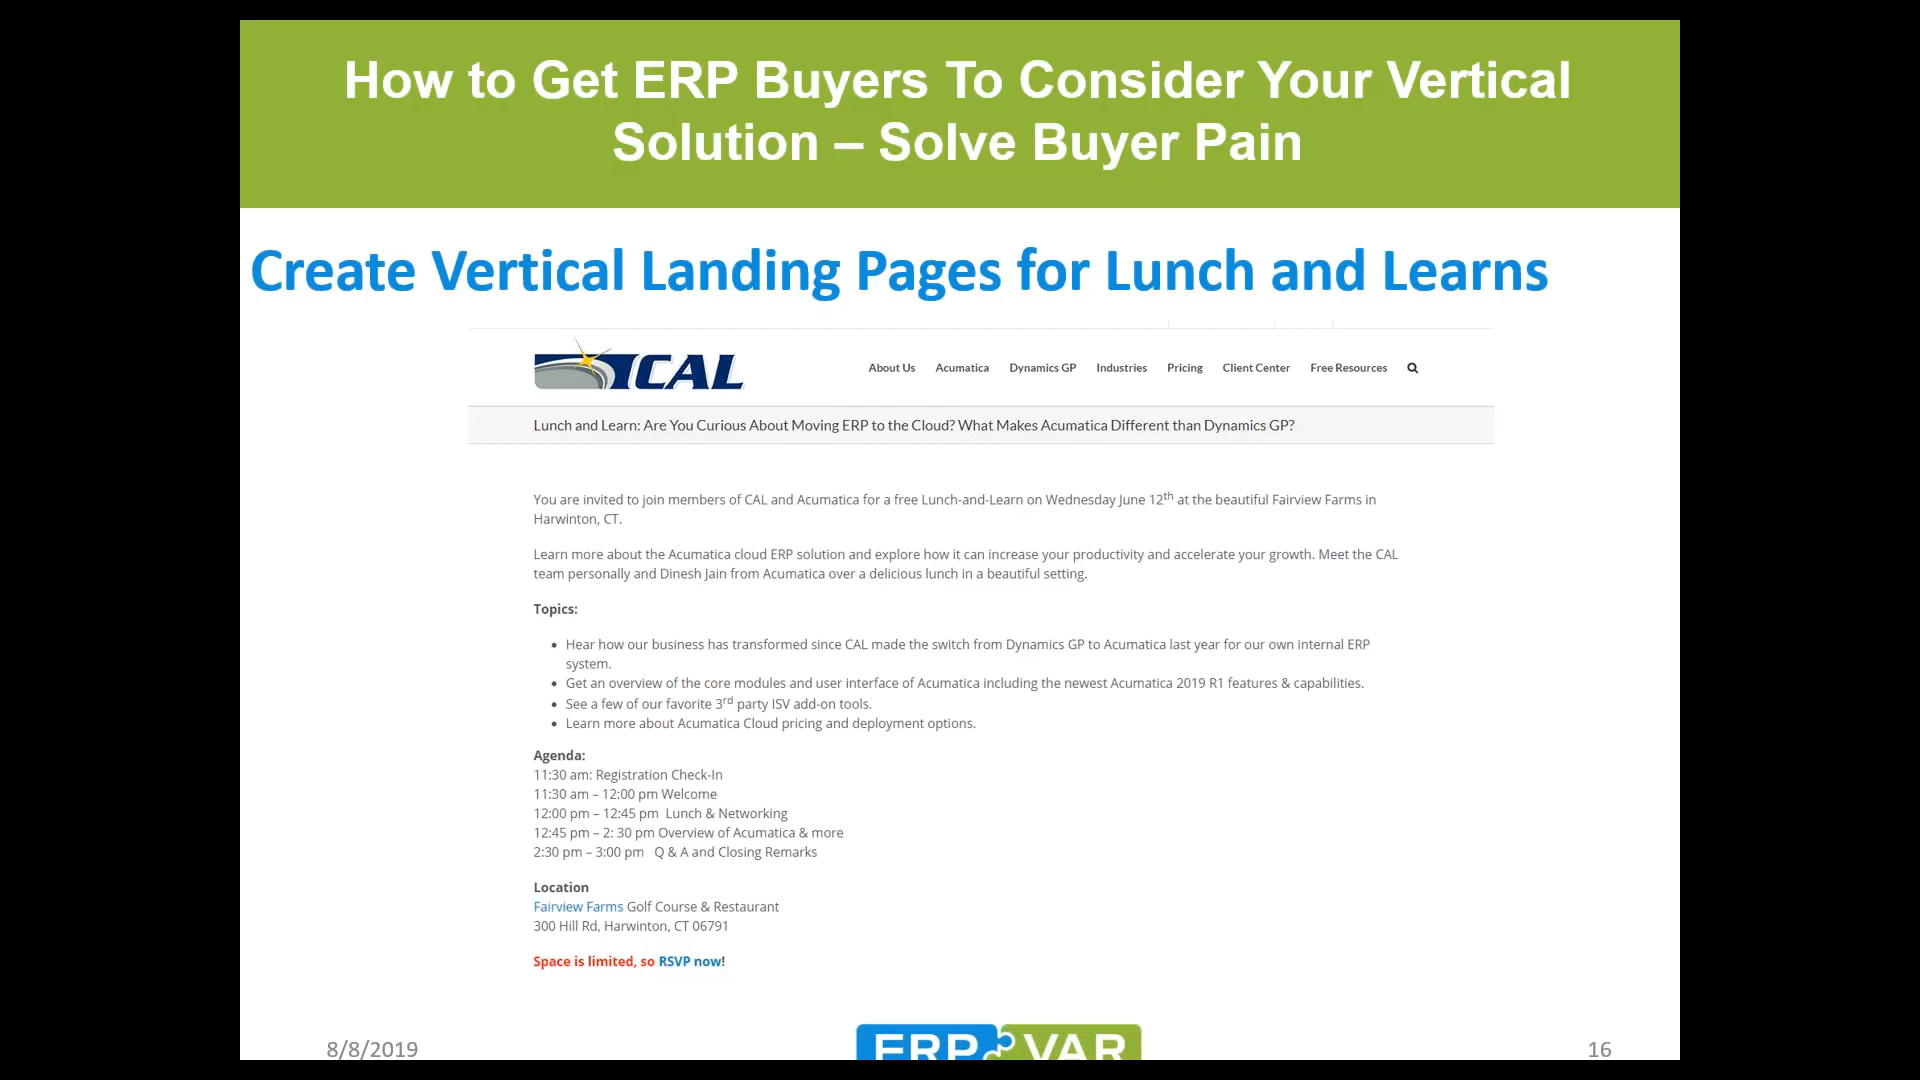 How to Get ERP Buyers To Consider Your Vertical
Solution – Solve Buyer Pain
Create Vertical Landing Pages for Lunch and Learns
CAL
About Us Acumatica Dynamics GP Industries Pricing Client Center Free Resources
Lunch and Learn: Are You Curious About Moving ERP to the Cloud? What Makes Acumatica Different than Dynamics GP?
You are invited to join members of CAL and Acumatica for a free Lunch-and-Learn on Wednesday June 12th at the beautiful Fairview Farms in
Harwinton, CT.
Learn more about the Acumatica cloud ERP solution and explore how it can increase your productivity and accelerate your growth. Meet the CAL
team personally and Dinesh Jain from Acumatica over a delicious lunch in a beautiful setting.
Topics:
• Hear how our business has transformed since CAL made the switch from Dynamics GP to Acumatica last year for our own internal ERP
system.
• Get an overview of the core modules and user interface of Acumatica including the newest Acumatica 2019 R1 features & capabilities.
• See a few of our favorite 3rd party ISV add-on tools.
• Learn more about Acumatica Cloud pricing and deployment options.
Agenda:
11:30 am: Registration Check-In
11:30 am – 12:00 pm Welcome
12:00 pm – 12:45 pm Lunch & Networking
12:45 pm – 2: 30 pm Overview of Acumatica & more
2:30 pm – 3:00 pm Q & A and Closing Remarks
Location
Fairview Farms Golf Course & Restaurant
300 Hill Rd, Harwinton, CT 06791
Space is limited, so RSVP now!
8/8/2019
ERP VAR
16